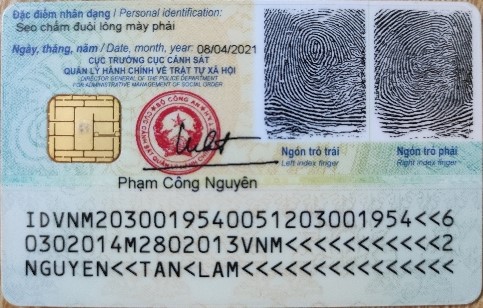 Đặc điểm nhân dạng / Personal identification:
Sẹo chấm đuôi lông mày phải
Ngày, tháng, năm / Date, month, year: 08/04/2021
CỤC TRƯỞNG CỤC CẢNH SÁT
QUẢN LÝ HÀNH CHÍNH VỀ TRẬT TỰ XÃ HỘI
DIRECTOR GENERAL OF THE POLICE DEPARTMENT
FOR ADMINISTRATIVE MANAGEMENT OF SOCIAL ORDER
BỘ CÔNG AN
Phạm Công Nguyên
Ngón trỏ trái
Left index finger
Ngón trỏ phải
Right index finger
IDVNM2030019540051203001954<<6
0302014M2802013VNM<<<<<<<<<<<2
NGUYEN<<TAN<LAM<<<<<<<<<<<<<<<